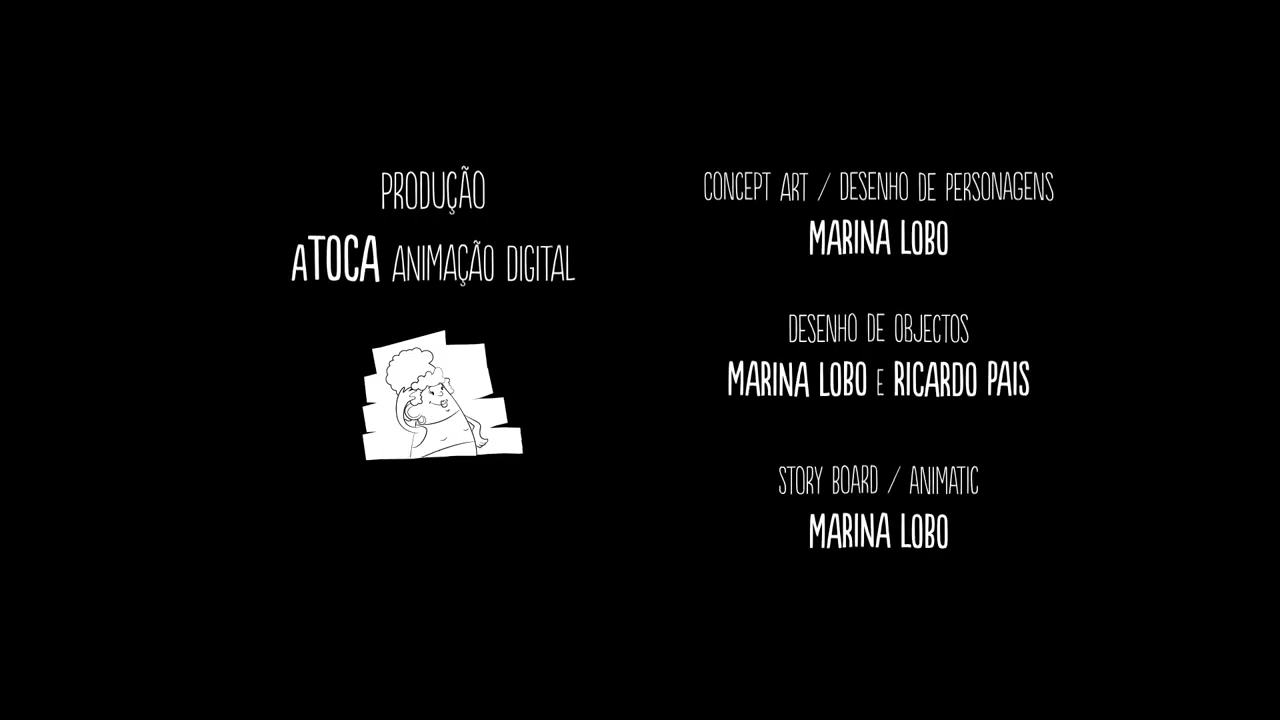 PRODUÇÃO
ATOCA ANIMAÇÃO DIGITAL
CONCEPT ART / DESENHO DE PERSONAGENS
MARINA LOBO
DESENHO DE OBJECTOS
MARINA LOBO E RICARDO PAIS
STORY BOARD / ANIMATIC
MARINA LOBO